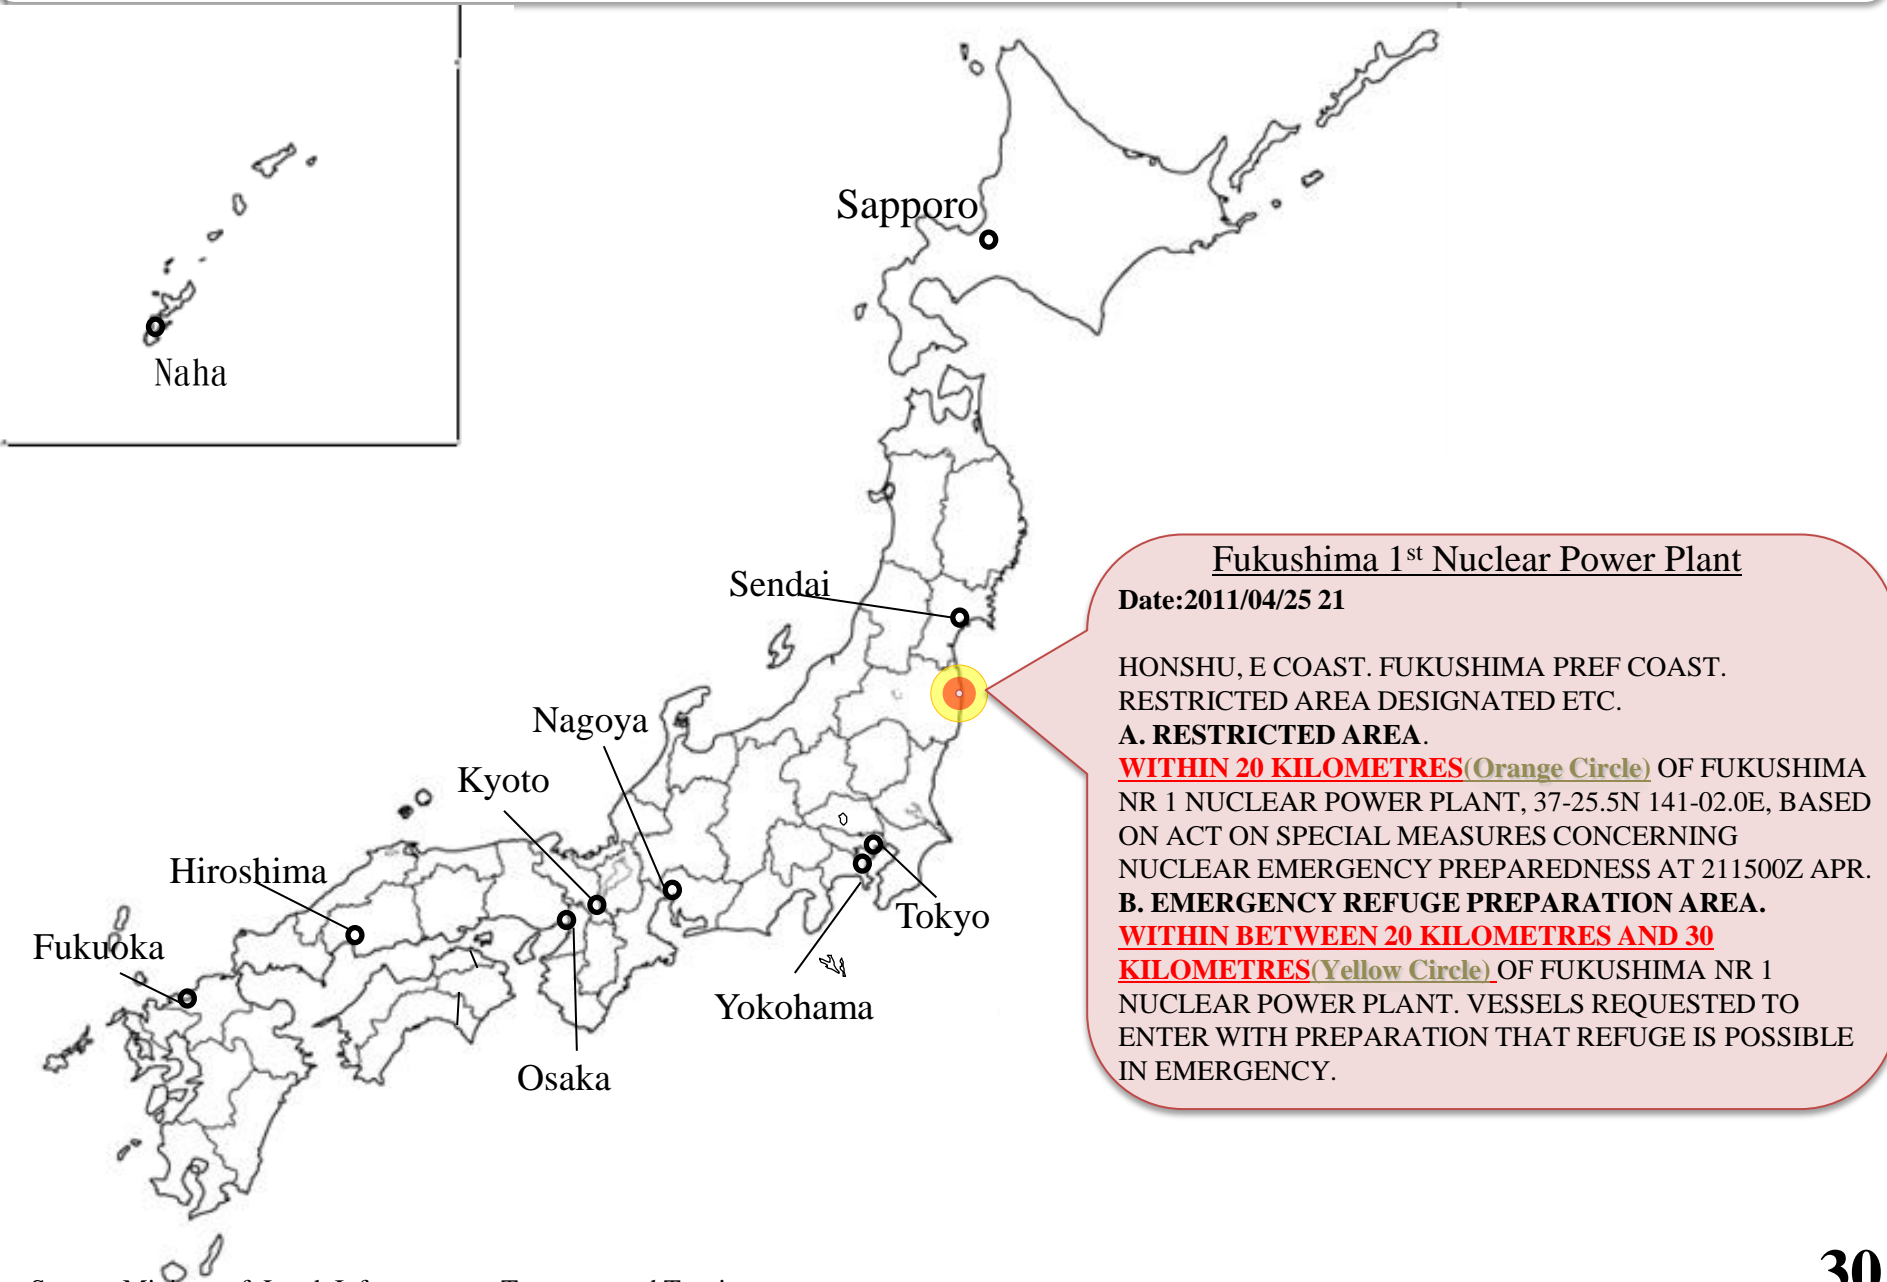 Sapporo
Naha
Sendai
Nagoya
Kyoto
Hiroshima
Fukuoka
Tokyo
Yokohama
Osaka
Fukushima 1st Nuclear Power Plant
Date:2011/04/25 21
HONSHU, E COAST. FUKUSHIMA PREF COAST.
RESTRICTED AREA DESIGNATED ETC.
A. RESTRICTED AREA.
WITHIN 20 KILOMETRES(Orange Circle) OF FUKUSHIMA
NR 1 NUCLEAR POWER PLANT, 37-25.5N 141-02.0E, BASED
ON ACT ON SPECIAL MEASURES CONCERNING
NUCLEAR EMERGENCY PREPAREDNESS AT 211500Z APR.
B. EMERGENCY REFUGE PREPARATION AREA.
WITHIN BETWEEN 20 KILOMETRES AND 30
KILOMETRES(Yellow Circle) OF FUKUSHIMA NR 1
NUCLEAR POWER PLANT. VESSELS REQUESTED TO
ENTER WITH PREPARATION THAT REFUGE IS POSSIBLE
IN EMERGENCY.
30